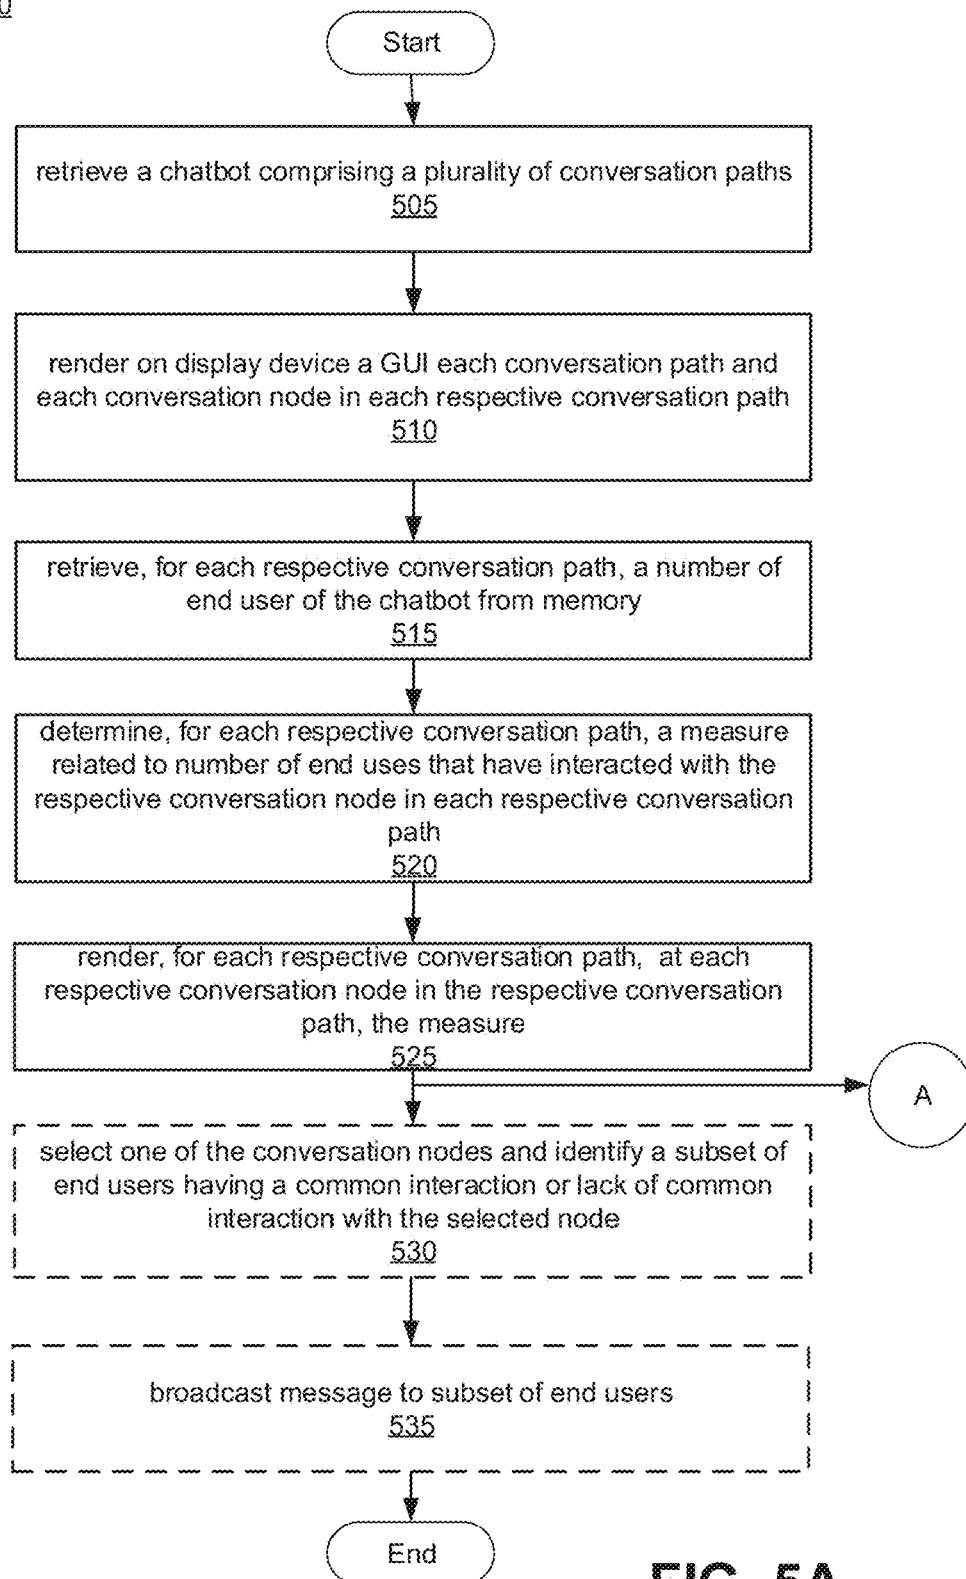 Start
retrieve a chatbot comprising a plurality of conversation paths
505
render on display device a GUI each conversation path and
each conversation node in each respective conversation path
510
retrieve, for each respective conversation path, a number of
end user of the chatbot from memory
515
determine, for each respective conversation path, a measure
related to number of end uses that have interacted with the
respective conversation node in each respective conversation
path
520
render, for each respective conversation path, at each
respective conversation node in the respective conversation
path, the measure
525
A
select one of the conversation nodes and identify a subset of
end users having a common interaction or lack of common
interaction with the selected node
530
broadcast message to subset of end users
535
End
FIG. 5A